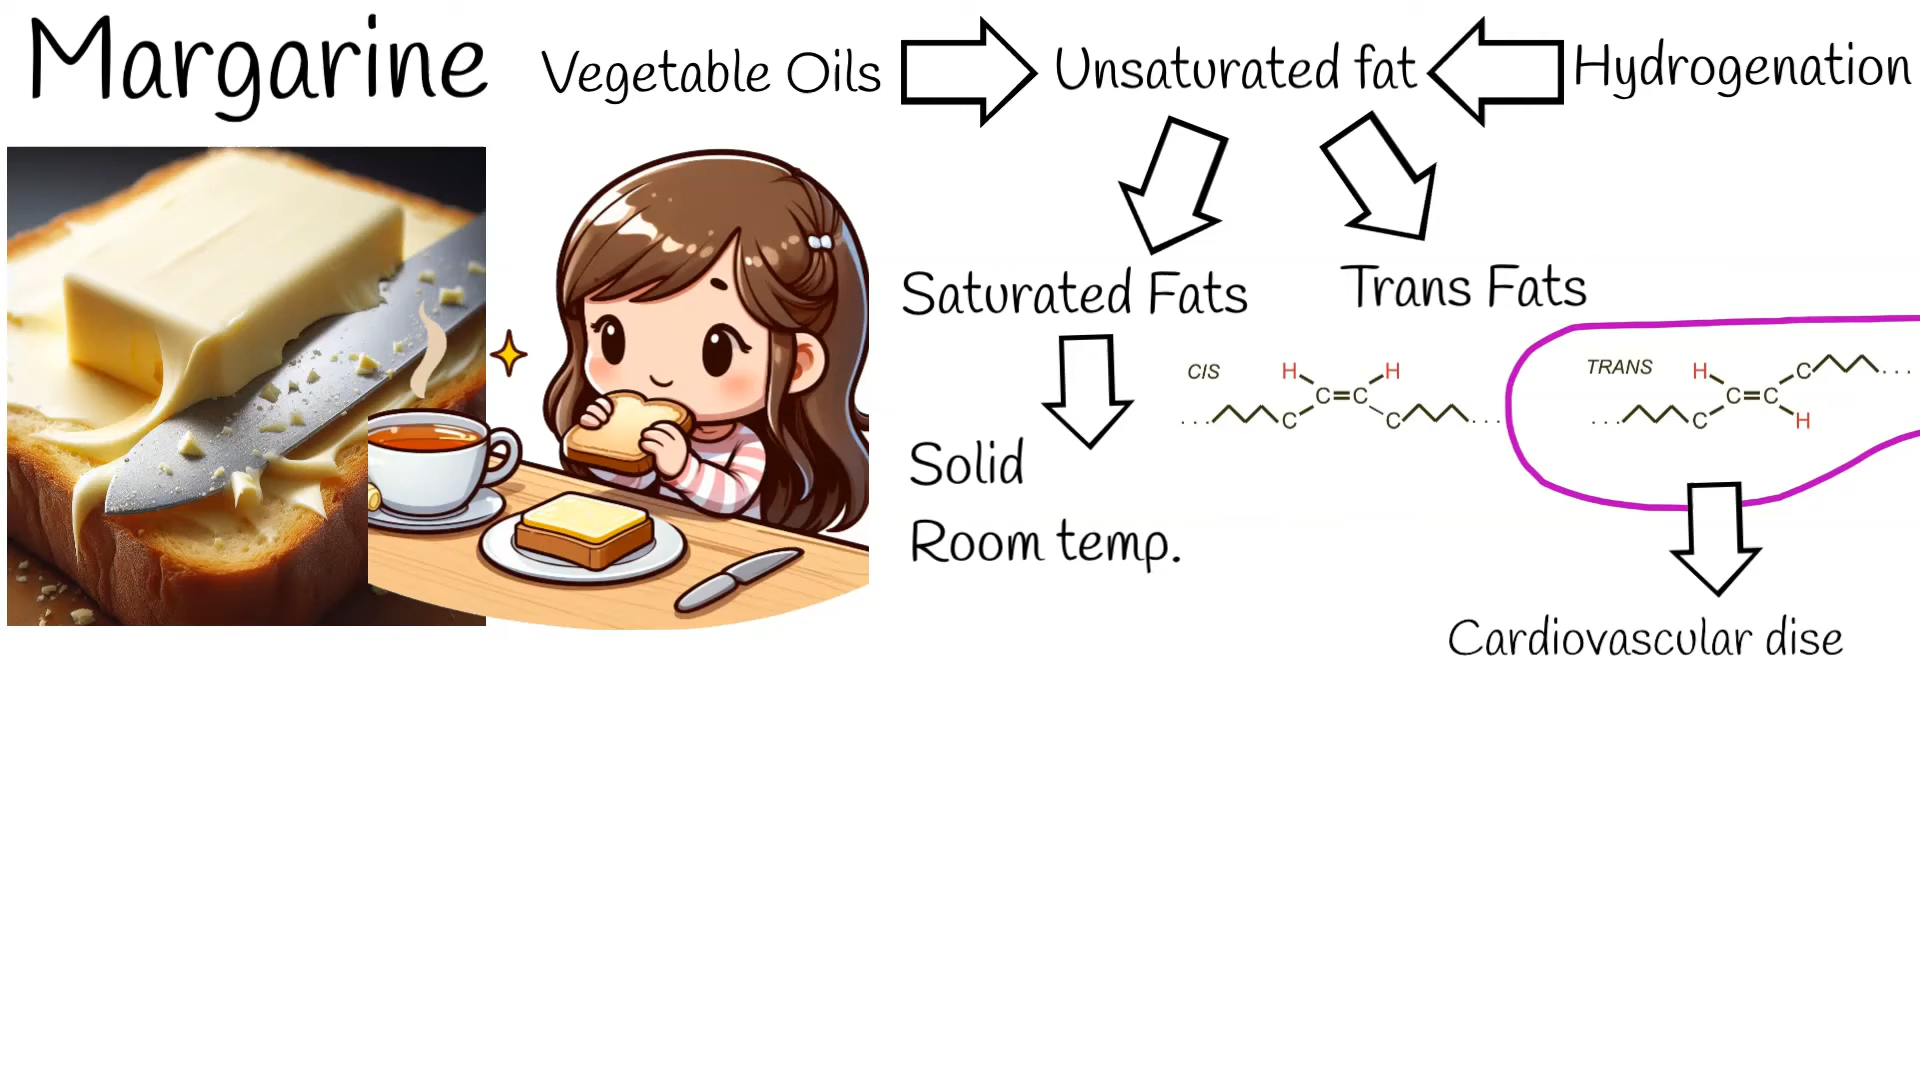 Margarine
Vegetable Oils
Unsaturated fat
Hydrogenation
Saturated Fats
Trans Fats
CIS
H H
C=C
...C C...
TRANS
H C...
C=C
...C H
Solid
Room temp.
Cardiovascular dise